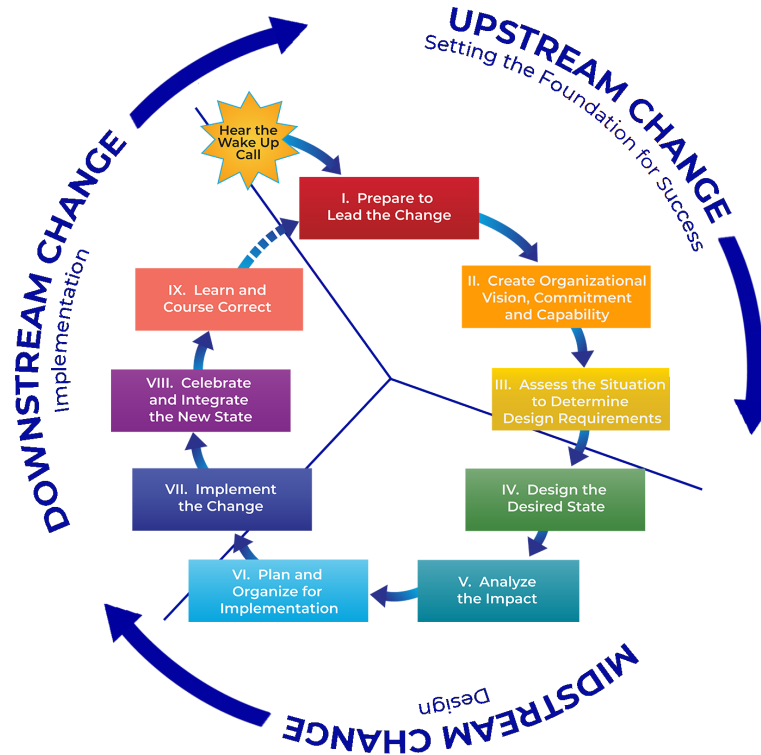 UPSTREAM CHANGE
Setting the Foundation for Success
Hear the
Wake Up
Call
I. Prepare to
Lead the Change
II. Create Organizational
Vision, Commitment
and Capability
III. Assess the Situation
to Determine
Design Requirements
IV. Design the
Desired State
V. Analyze
the Impact
VI. Plan and
Organize for
Implementation
VII. Implement
the Change
VIII. Celebrate
and Integrate
the New State
IX. Learn and
Course Correct
MIDSTREAM CHANGE
Design
DOWNSTREAM CHANGE
Implementation